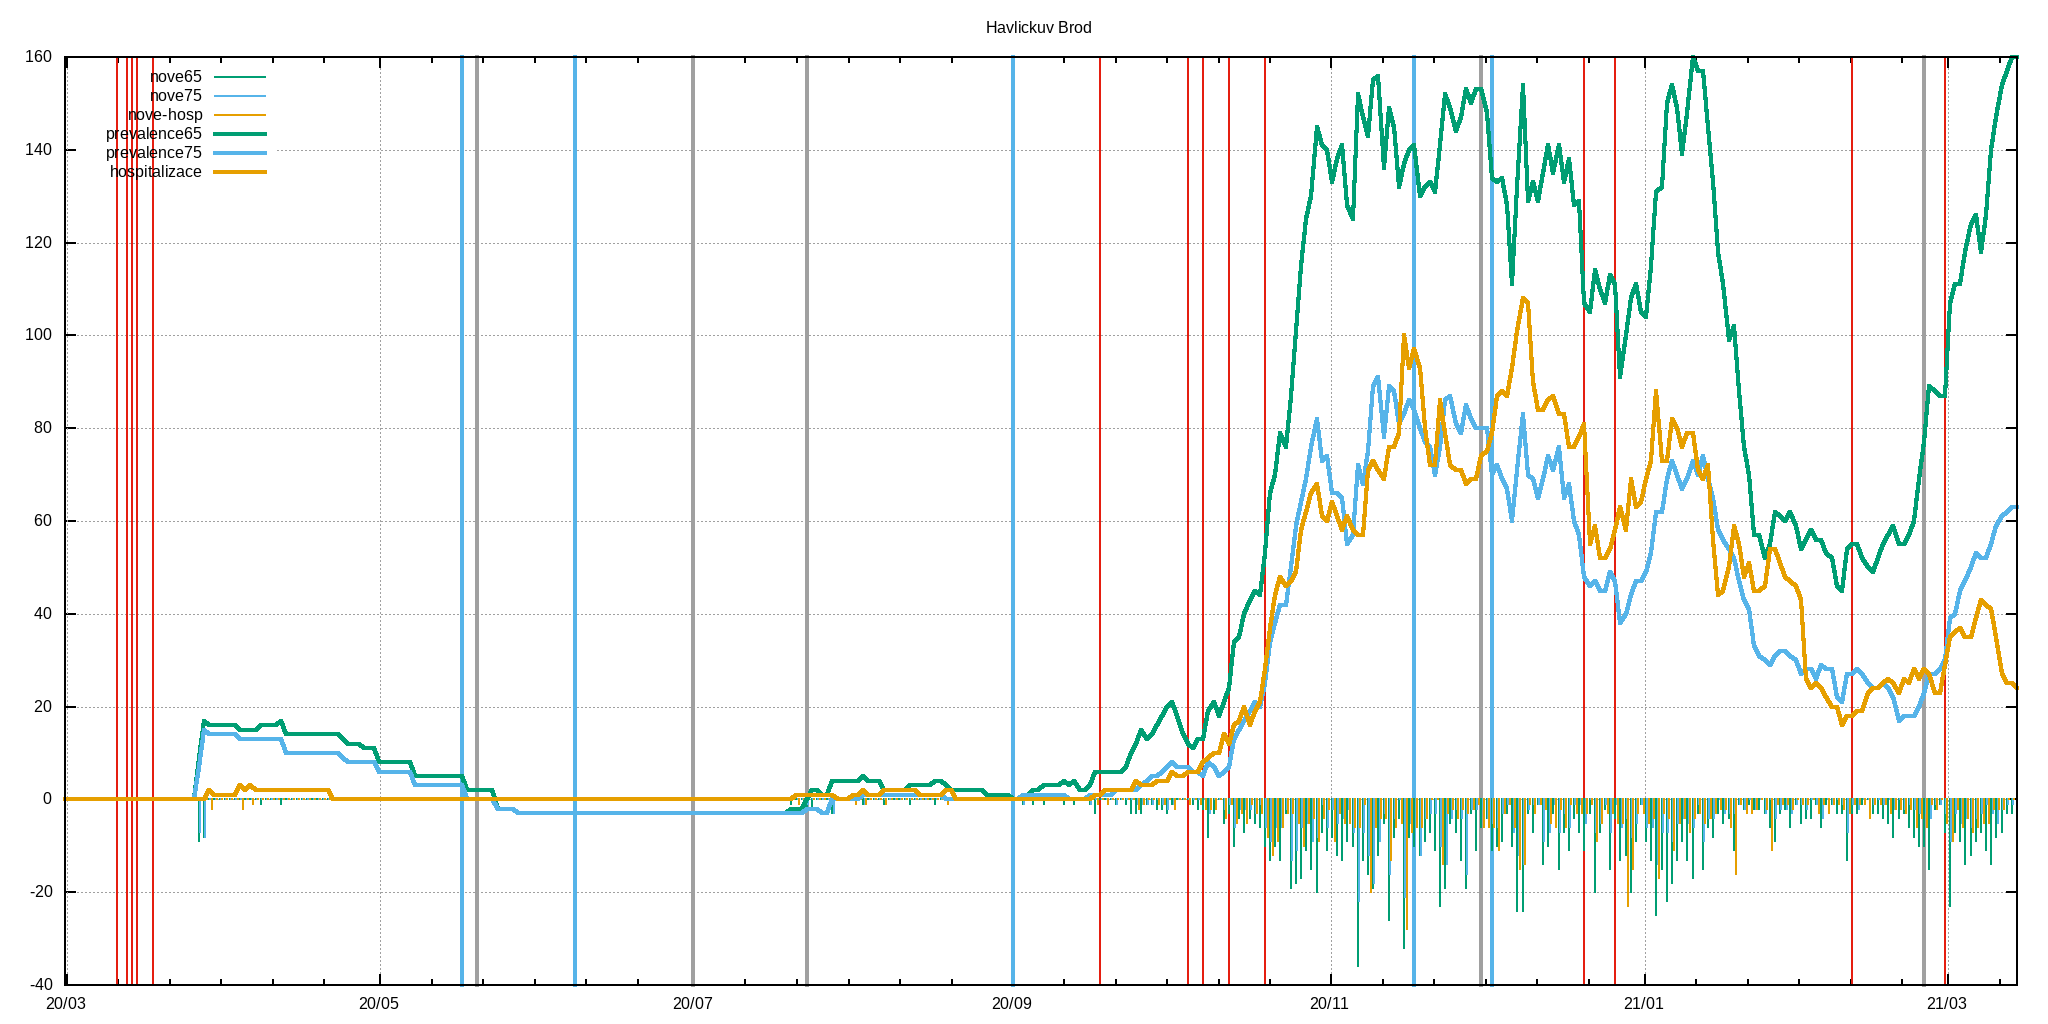 Havlickuv Brod
160
140
120
100
80
60
40
20
0
-20
-40
nove65
nove75
nove-hosp
prevalence65
prevalence75
hospitalizace
20/03 20/05 20/07 20/09 20/11 21/01 21/03